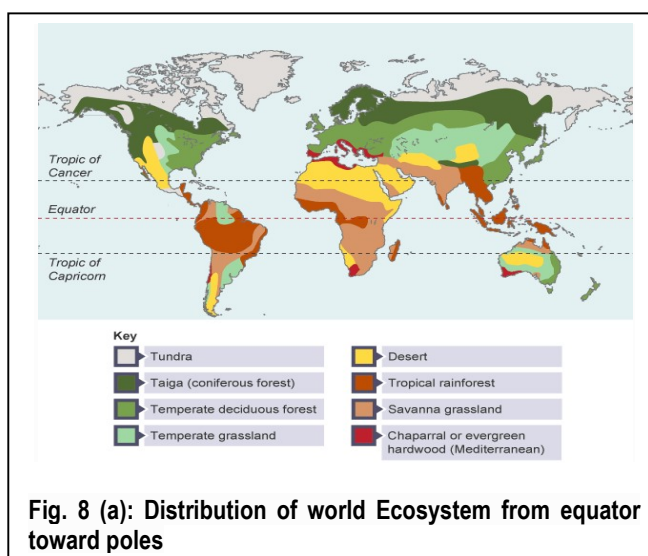 Tropic of
Cancer
Equator
Tropic of
Capricorn
Key
Tundra
Taiga (coniferous forest)
Temperate deciduous forest
Temperate grassland
Desert
Tropical rainforest
Savanna grassland
Chaparral or evergreen
hardwood (Mediterranean)
Fig. 8 (a): Distribution of world Ecosystem from equator
toward poles